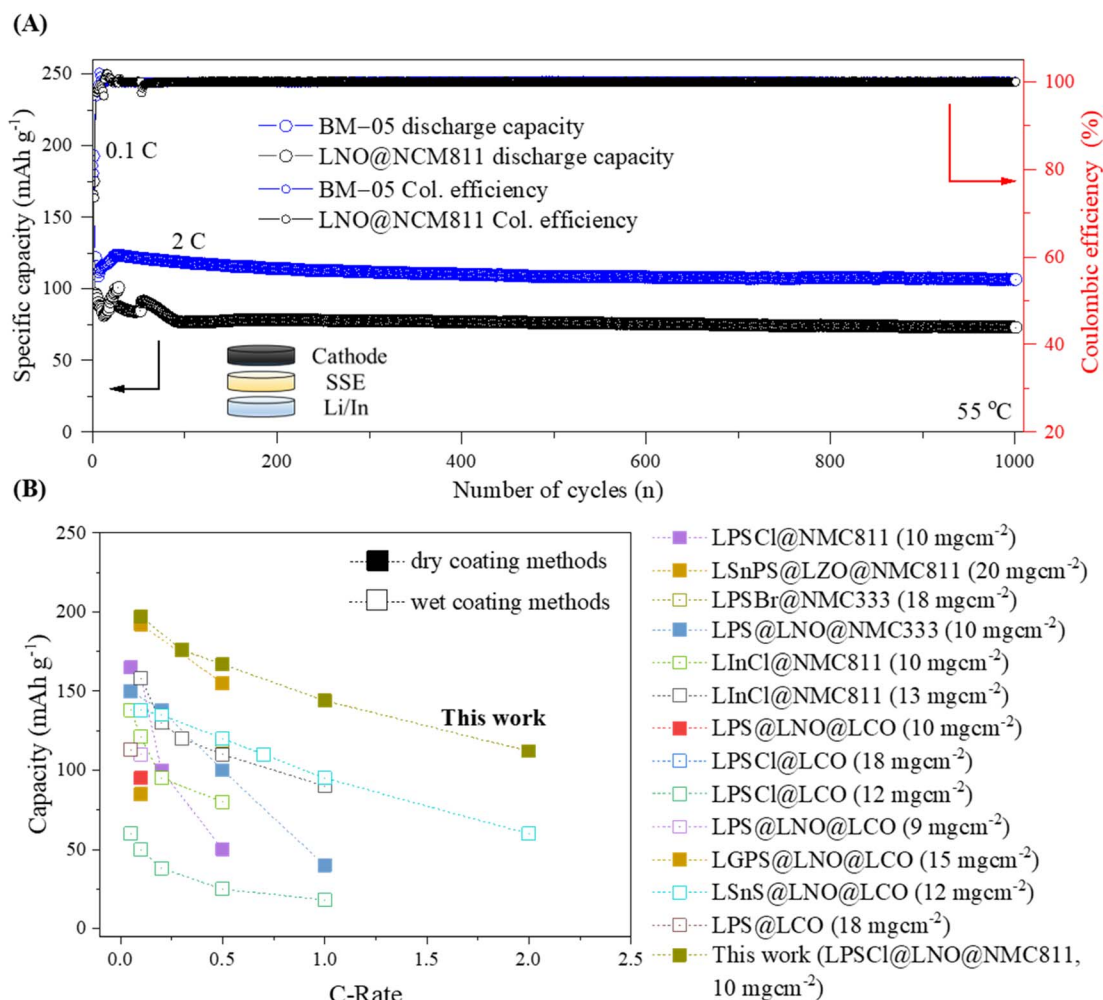 (A)
250
200
150
100
50
0
Specific capacity (mAh g⁻¹)
0.1 C
BM−05 discharge capacity
LNO@NCM811 discharge capacity
BM−05 Col. efficiency
LNO@NCM811 Col. efficiency
2 C
Cathode
SSE
Li/In
55 °C
100
80
60
40
20
Coulombic efficiency (%)
0 200 400 600 800 1000
Number of cycles (n)
(B)
250
200
150
100
50
0
Capacity (mAh g⁻¹)
dry coating methods
wet coating methods
This work
0.0 0.5 1.0 1.5 2.0 2.5
C-Rate
LPSCl@NMC811 (10 mgcm⁻²)
LSnPS@LZO@NMC811 (20 mgcm⁻²)
LPSBr@NMC333 (18 mgcm⁻²)
LPS@LNO@NMC333 (10 mgcm⁻²)
LInCl@NMC811 (10 mgcm⁻²)
LInCl@NMC811 (13 mgcm⁻²)
LPS@LNO@LCO (10 mgcm⁻²)
LPSCl@LCO (18 mgcm⁻²)
LPSCl@LCO (12 mgcm⁻²)
LPS@LNO@LCO (9 mgcm⁻²)
LGPS@LNO@LCO (15 mgcm⁻²)
LSnS@LNO@LCO (12 mgcm⁻²)
LPS@LCO (18 mgcm⁻²)
This work (LPSCl@LNO@NMC811,
10 mgcm⁻²)